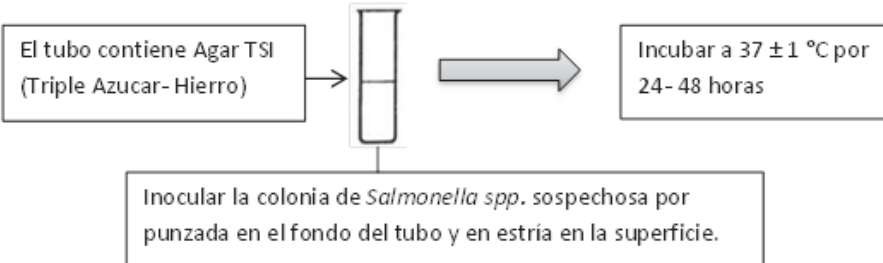 El tubo contiene Agar TSI
(Triple Azucar- Hierro)
Incubar a 37 ± 1 °C por
24- 48 horas
Inocular la colonia de Salmonella spp. sospechosa por
punzada en el fondo del tubo y en estría en la superficie.